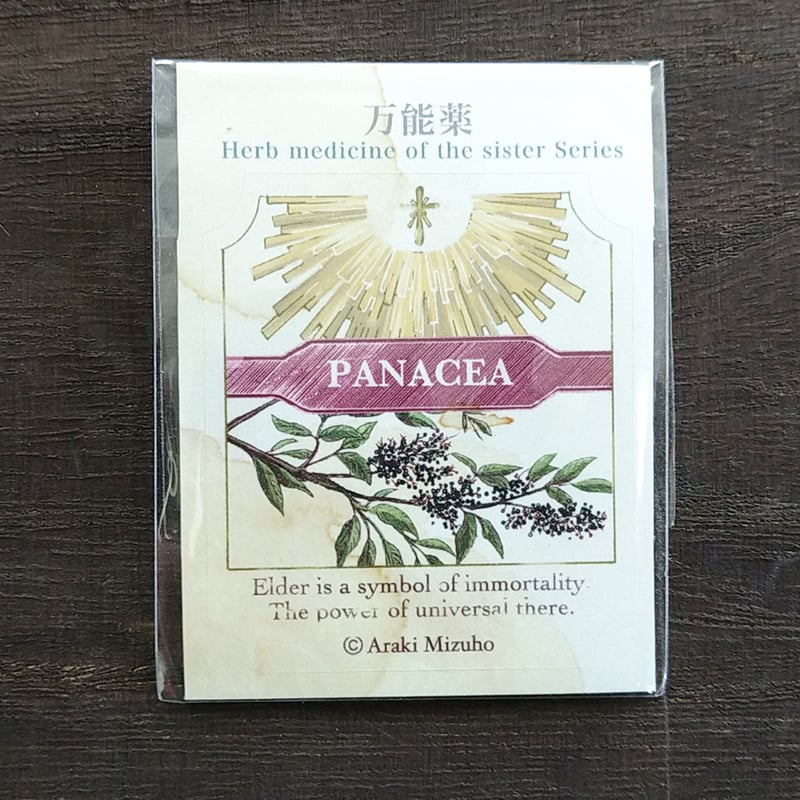 万能薬
Herb medicine of the sister Series
PANACEA
Elder is a symbol of immortality.
The power of universal there.
© Araki Mizuho